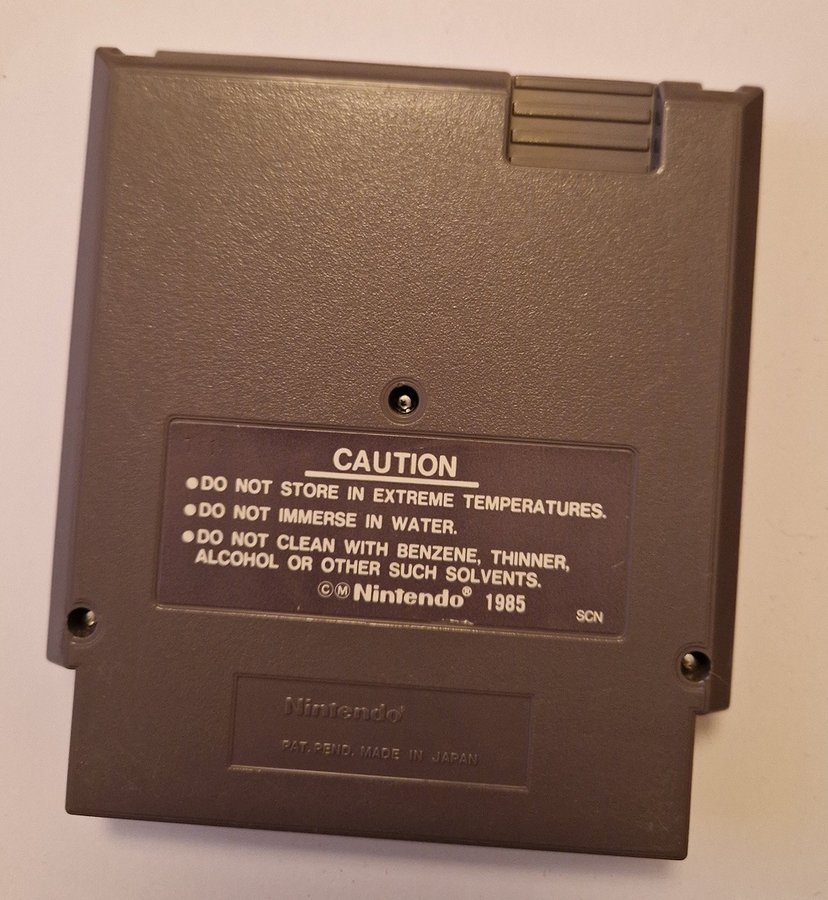 CAUTION
●DO NOT STORE IN EXTREME TEMPERATURES.
●DO NOT IMMERSE IN WATER.
●DO NOT CLEAN WITH BENZENE, THINNER,
ALCOHOL OR OTHER SUCH SOLVENTS.
ⒸⓂNintendo® 1985
SCN
Nintendo®
PAT. PEND. MADE IN JAPAN